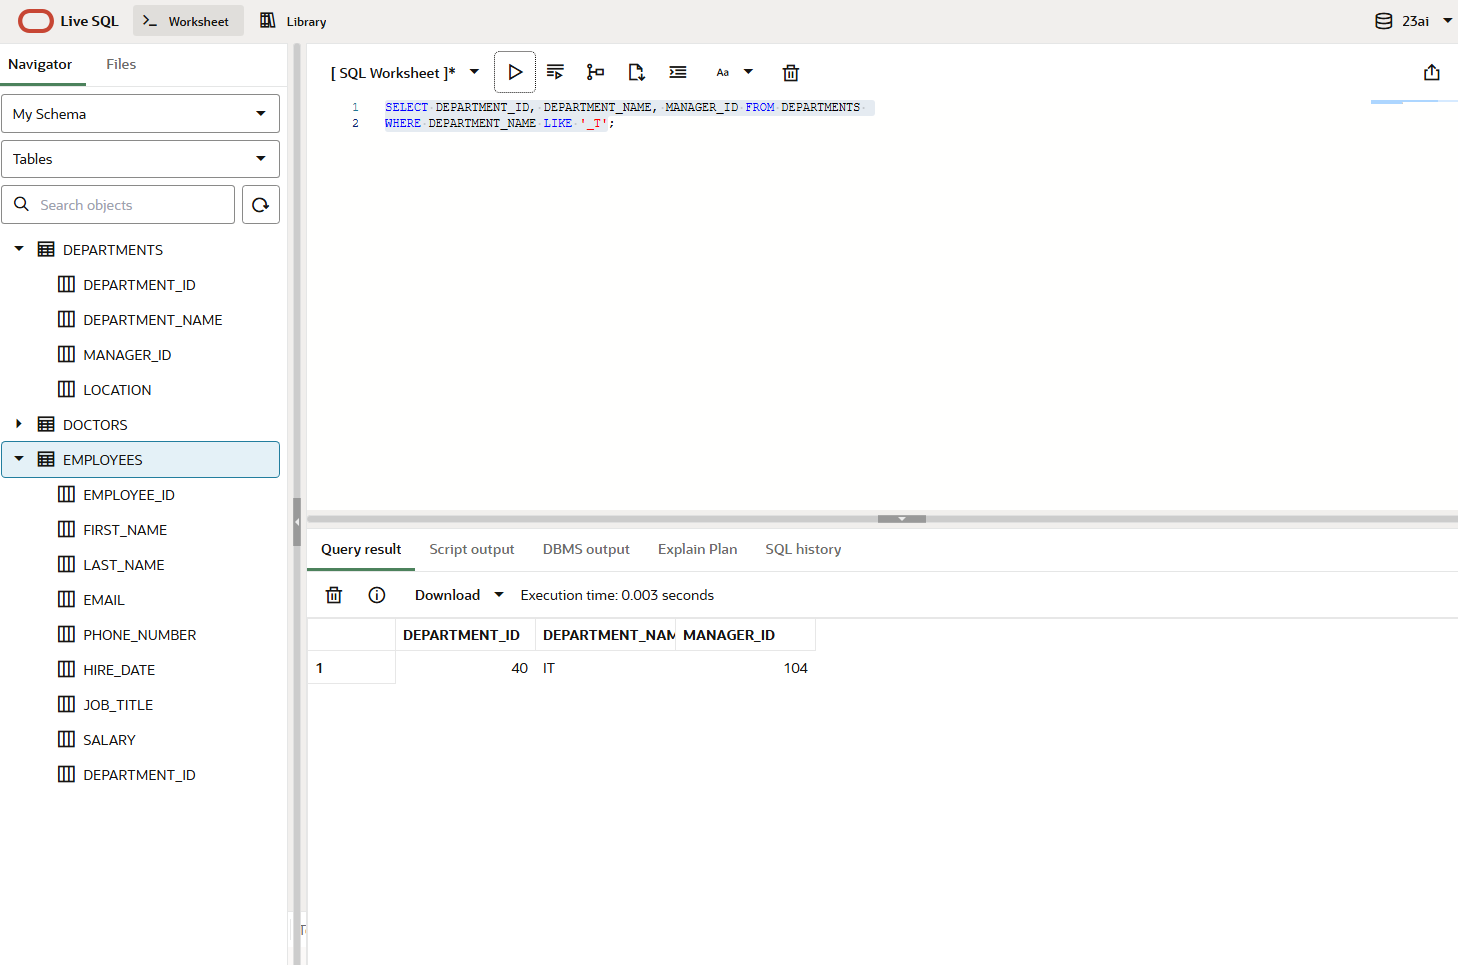 Live SQL
Worksheet
Library
23ai
Navigator
Files
My Schema
Tables
Search objects
DEPARTMENTS
DEPARTMENT_ID
DEPARTMENT_NAME
MANAGER_ID
LOCATION
DOCTORS
EMPLOYEES
EMPLOYEE_ID
FIRST_NAME
LAST_NAME
EMAIL
PHONE_NUMBER
HIRE_DATE
JOB_TITLE
SALARY
DEPARTMENT_ID
[ SQL Worksheet ]*
Aa
1 SELECT DEPARTMENT_ID, DEPARTMENT_NAME, MANAGER_ID FROM DEPARTMENTS
2 WHERE DEPARTMENT_NAME LIKE '_T';
Query result Script output DBMS output Explain Plan SQL history
Download Execution time: 0.003 seconds
DEPARTMENT_ID DEPARTMENT_NAM MANAGER_ID
1 40 IT 104